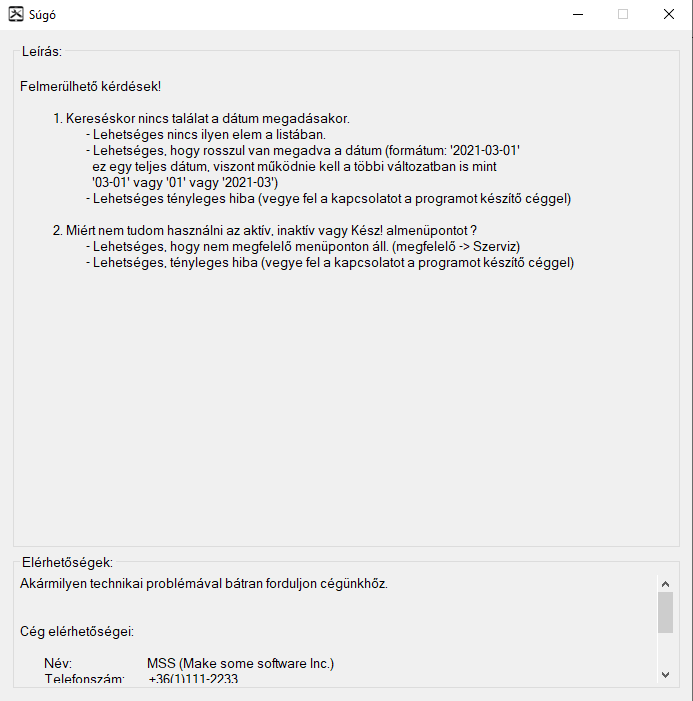 Súgó
Leírás:
Felmerülhető kérdések!
1. Kereséskor nincs találat a dátum megadásakor.
- Lehetséges nincs ilyen elem a listában.
- Lehetséges, hogy rosszul van megadva a dátum (formátum: '2021-03-01'
ez egy teljes dátum, viszont működnie kell a többi változatban is mint
'03-01' vagy '01' vagy '2021-03')
- Lehetséges tényleges hiba (vegye fel a kapcsolatot a programot készítő céggel)
2. Miért nem tudom használni az aktív, inaktív vagy Kész! almenüpontot ?
- Lehetséges, hogy nem megfelelő menüponton áll. (megfelelő -> Szerviz)
- Lehetséges, tényleges hiba (vegye fel a kapcsolatot a programot készítő céggel)
Elérhetőségek:
Akármilyen technikai problémával bátran forduljon cégünkhőz.
Cég elérhetőségei:
Név: MSS (Make some software Inc.)
Telefonszám: +36(1)111-2233